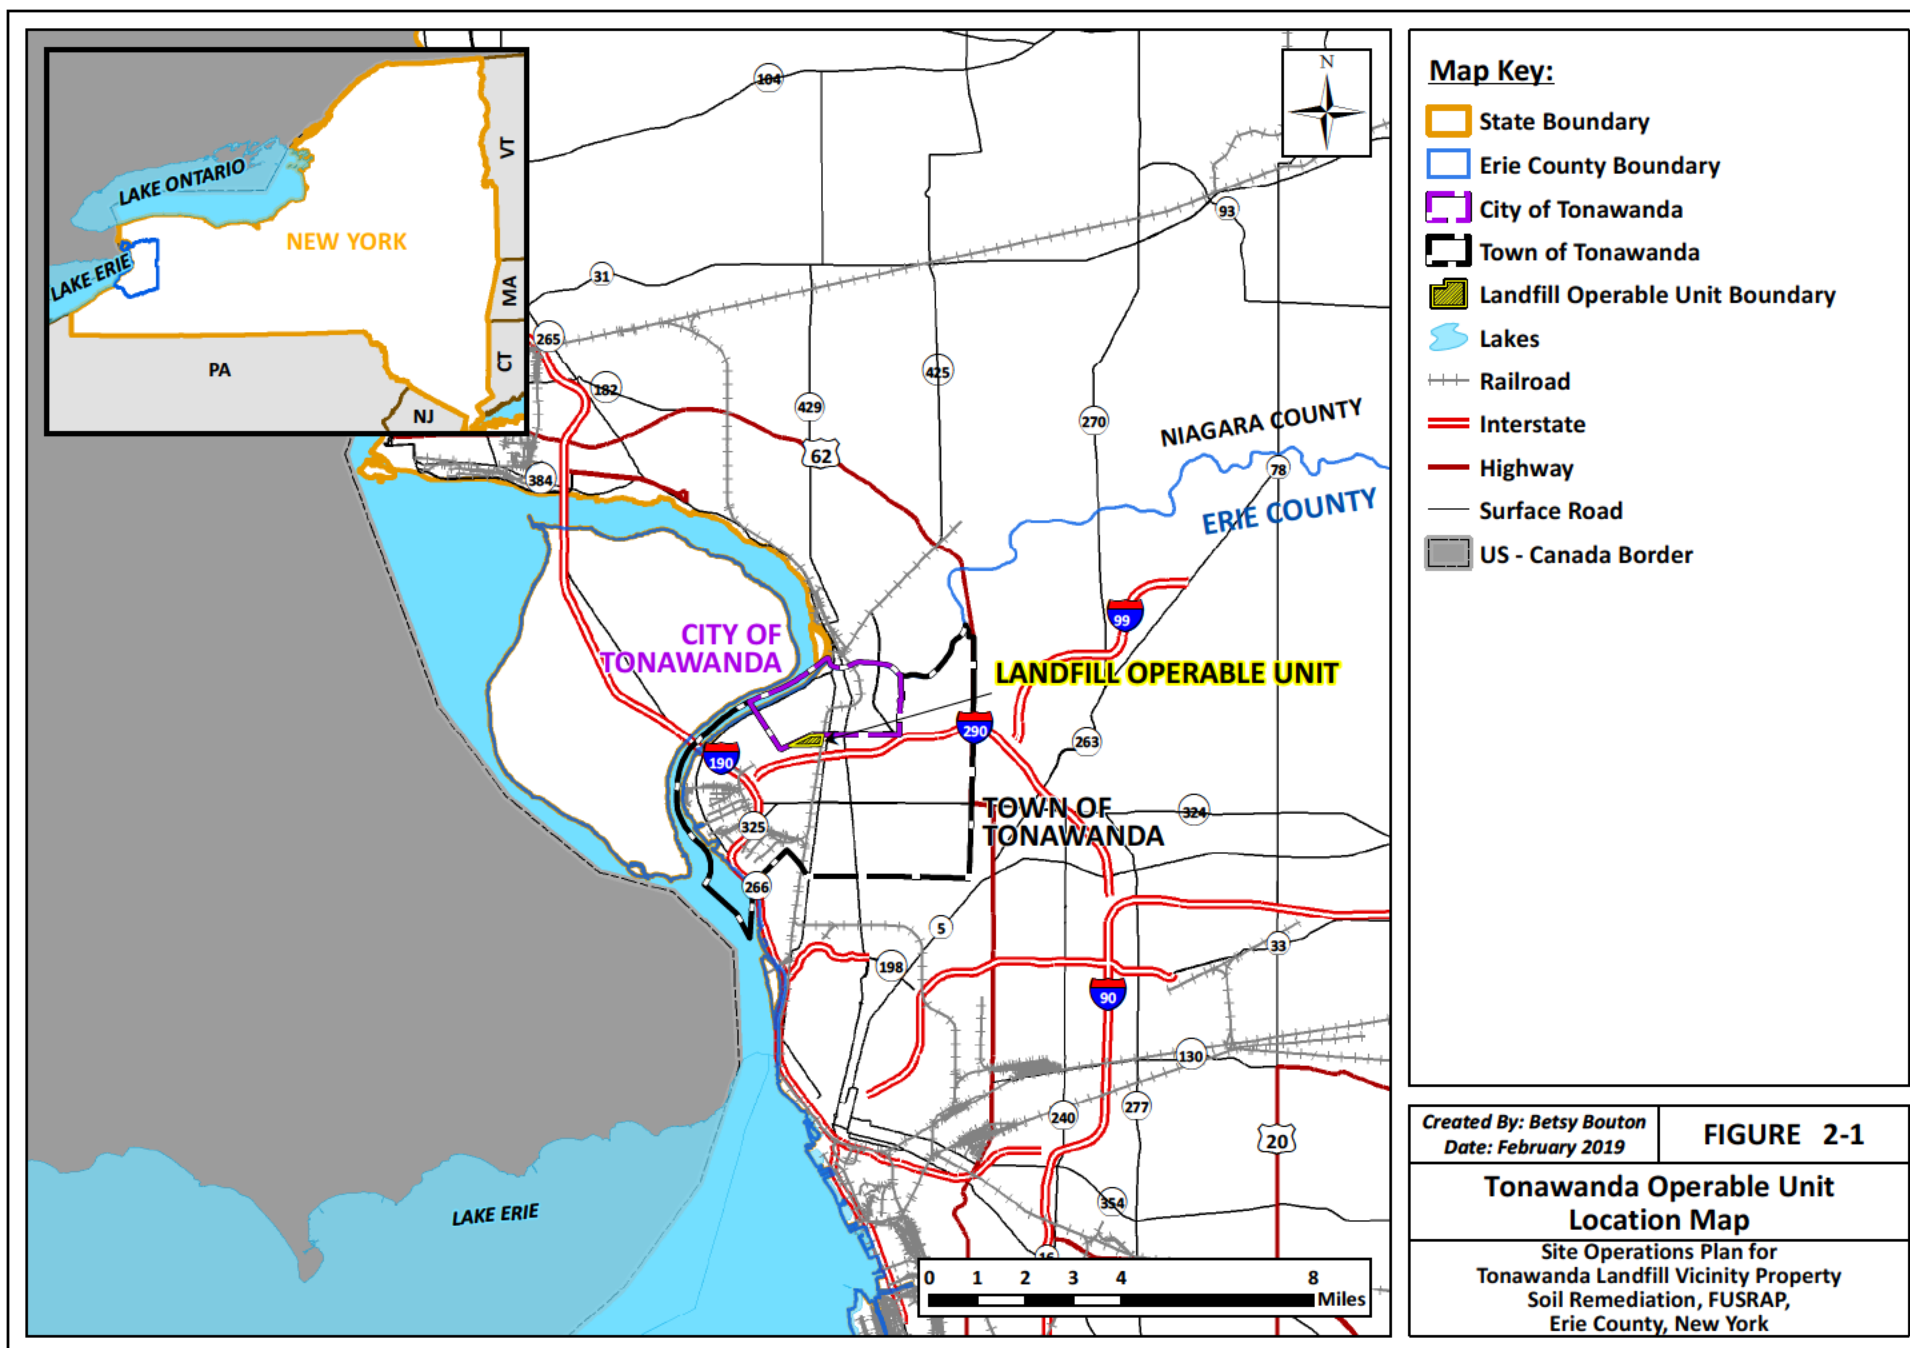 LAKE ONTARIO
NEW YORK
LAKE ERIE
VT
MA
CT
PA
NJ
N
104
93
31
265
182
429
425
62
270
384
NIAGARA COUNTY
78
ERIE COUNTY
99
CITY OF
TONAWANDA
LANDFILL OPERABLE UNIT
290
190
263
TOWN OF
TONAWANDA
324
325
266
5
198
33
90
130
240
277
20
354
16
LAKE ERIE
0 1 2 3 4 8
Miles
Map Key:
State Boundary
Erie County Boundary
City of Tonawanda
Town of Tonawanda
Landfill Operable Unit Boundary
Lakes
Railroad
Interstate
Highway
Surface Road
US - Canada Border
Created By: Betsy Bouton
Date: February 2019
FIGURE 2-1
Tonawanda Operable Unit
Location Map
Site Operations Plan for
Tonawanda Landfill Vicinity Property
Soil Remediation, FUSRAP,
Erie County, New York